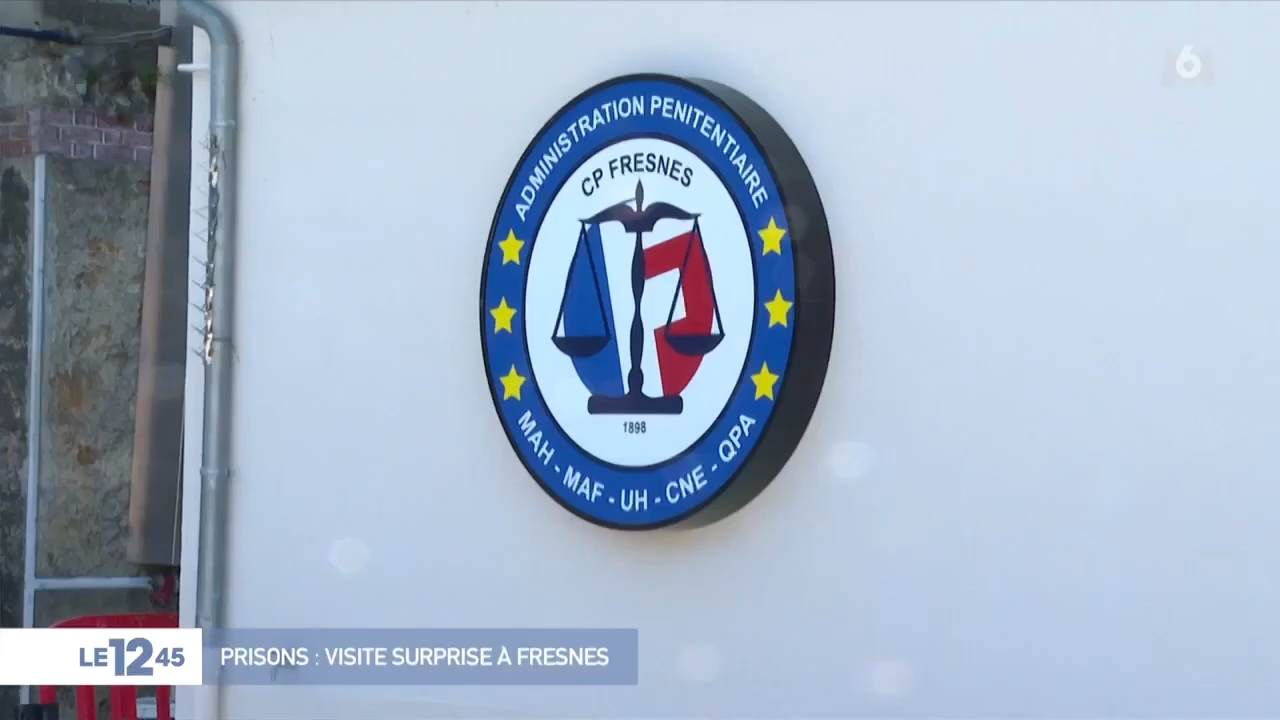 6
ADMINISTRATION PENITENTIAIRE
CP FRESNES
1898
MAH - MAF - UH - CNE - QPA
LE 12 45
PRISONS : VISITE SURPRISE À FRESNES